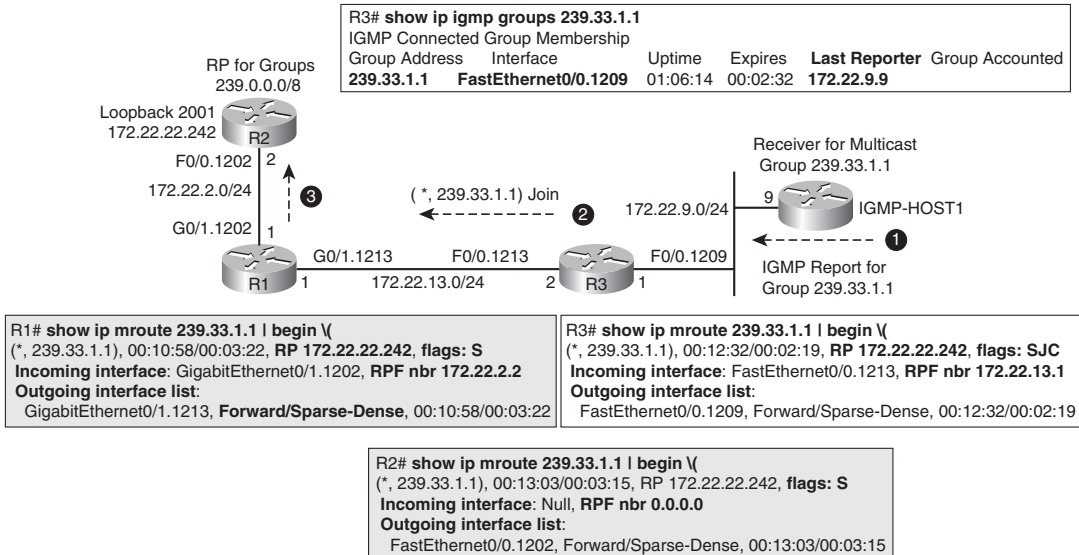 R3# show ip igmp groups 239.33.1.1
IGMP Connected Group Membership
Group Address Interface Uptime Expires Last Reporter Group Accounted
239.33.1.1 FastEthernet0/0.1209 01:06:14 00:02:32 172.22.9.9
RP for Groups
239.0.0.0/8
Loopback 2001
172.22.22.242
R2
F0/0.1202 2
172.22.2.0/24
3
G0/1.1202 1
R1
G0/1.1213
1
172.22.13.0/24
( *, 239.33.1.1) Join
2
F0/0.1213
2
R3
F0/0.1209
1
172.22.9.0/24
Receiver for Multicast
Group 239.33.1.1
9
IGMP-HOST1
1
IGMP Report for
Group 239.33.1.1
R1# show ip mroute 239.33.1.1 | begin \(
(*, 239.33.1.1), 00:10:58/00:03:22, RP 172.22.22.242, flags: S
Incoming interface: GigabitEthernet0/1.1202, RPF nbr 172.22.2.2
Outgoing interface list:
GigabitEthernet0/1.1213, Forward/Sparse-Dense, 00:10:58/00:03:22
R3# show ip mroute 239.33.1.1 | begin \(
(*, 239.33.1.1), 00:12:32/00:02:19, RP 172.22.22.242, flags: SJC
Incoming interface: FastEthernet0/0.1213, RPF nbr 172.22.13.1
Outgoing interface list:
FastEthernet0/0.1209, Forward/Sparse-Dense, 00:12:32/00:02:19
R2# show ip mroute 239.33.1.1 | begin \(
(*, 239.33.1.1), 00:13:03/00:03:15, RP 172.22.22.242, flags: S
Incoming interface: Null, RPF nbr 0.0.0.0
Outgoing interface list:
FastEthernet0/0.1202, Forward/Sparse-Dense, 00:13:03/00:03:15